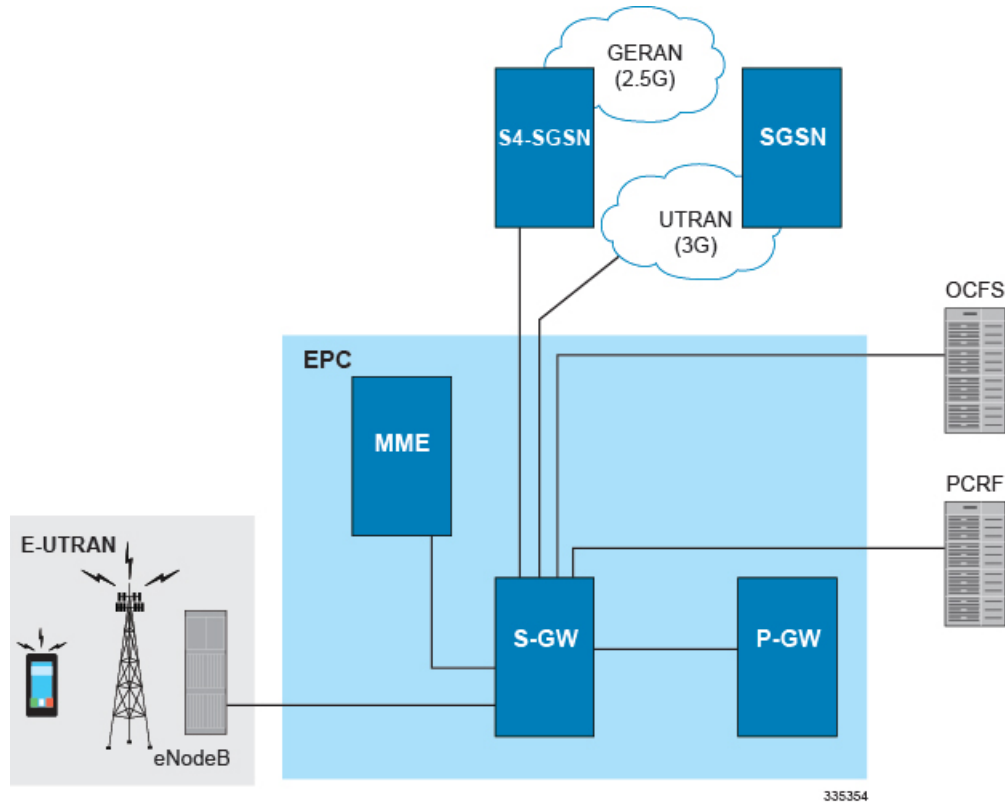 GERAN
(2.5G)
S4-SGSN
SGSN
UTRAN
(3G)
OCFS
EPC
MME
PCRF
E-UTRAN
S-GW
P-GW
eNodeB
335354